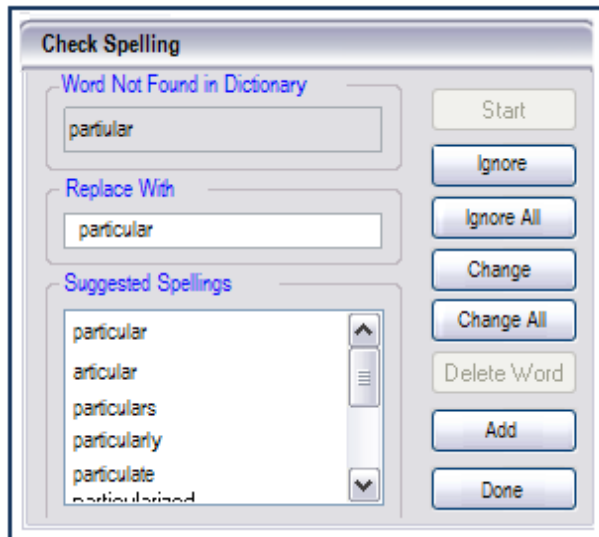 Check Spelling
Word Not Found in Dictionary
partiular
Replace With
particular
Suggested Spellings
particular
articular
particulars
particularly
particulate
particularized
Start
Ignore
Ignore All
Change
Change All
Delete Word
Add
Done